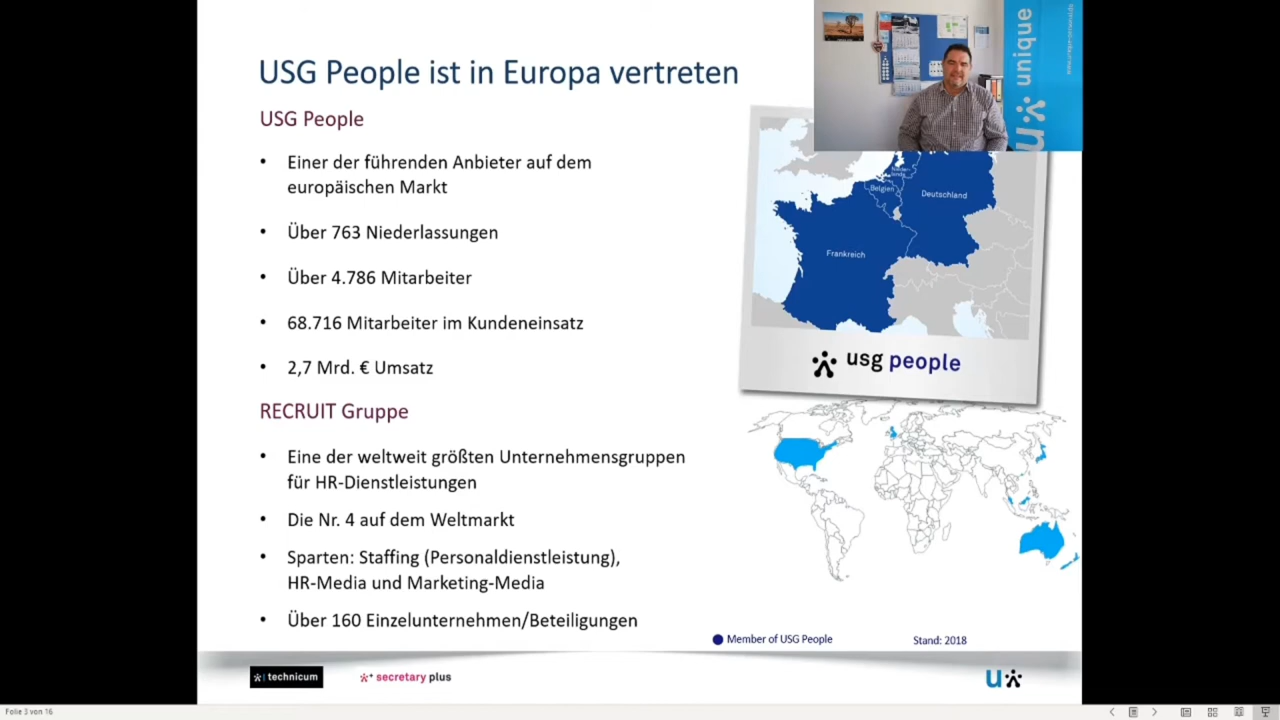 USG People ist in Europa vertreten
USG People
• Einer der führenden Anbieter auf dem
europäischen Markt
• Über 763 Niederlassungen
• Über 4.786 Mitarbeiter
• 68.716 Mitarbeiter im Kundeneinsatz
• 2,7 Mrd. € Umsatz
RECRUIT Gruppe
• Eine der weltweit größten Unternehmensgruppen
für HR-Dienstleistungen
• Die Nr. 4 auf dem Weltmarkt
• Sparten: Staffing (Personaldienstleistung),
HR-Media und Marketing-Media
• Über 160 Einzelunternehmen/Beteiligungen
unique
Nieder-
lande
Belgien
Deutschland
Frankreich
usg people
Member of USG People
Stand: 2018
technicum
secretary plus
u
Folie 3 von 16